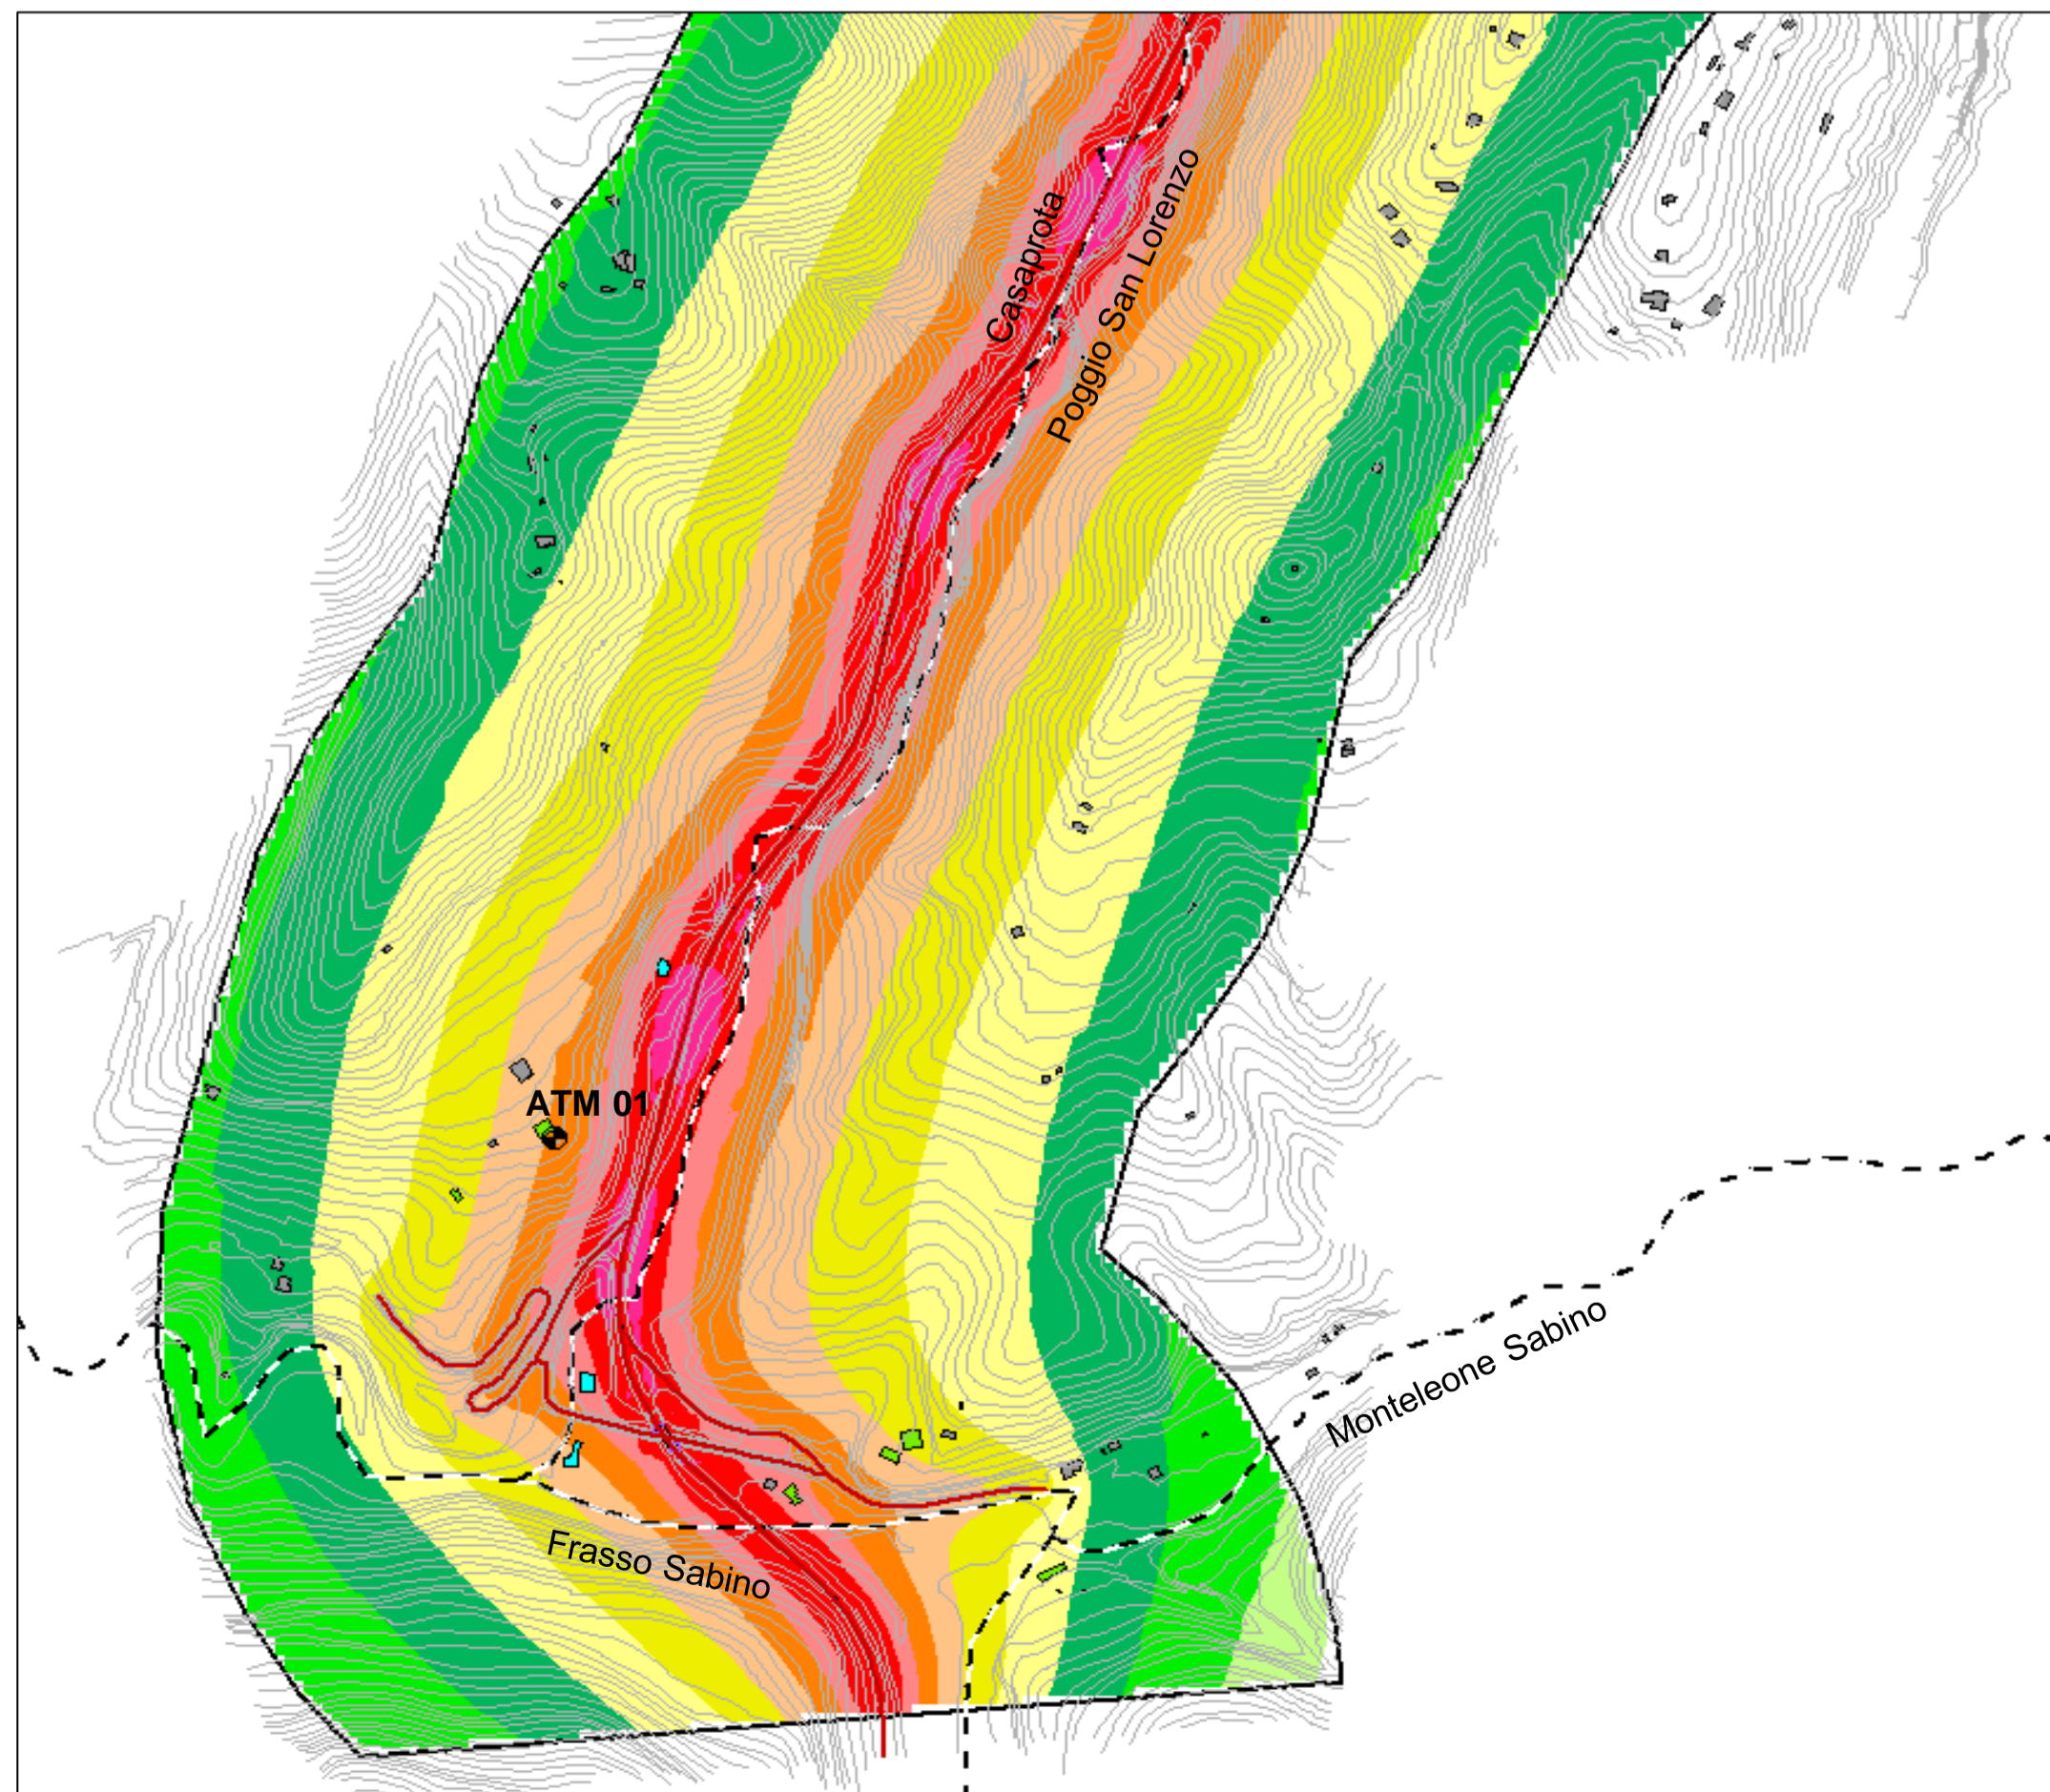 Casaprota
Poggio San Lorenzo
ATM 01
Monteleone Sabino
Frasso Sabino